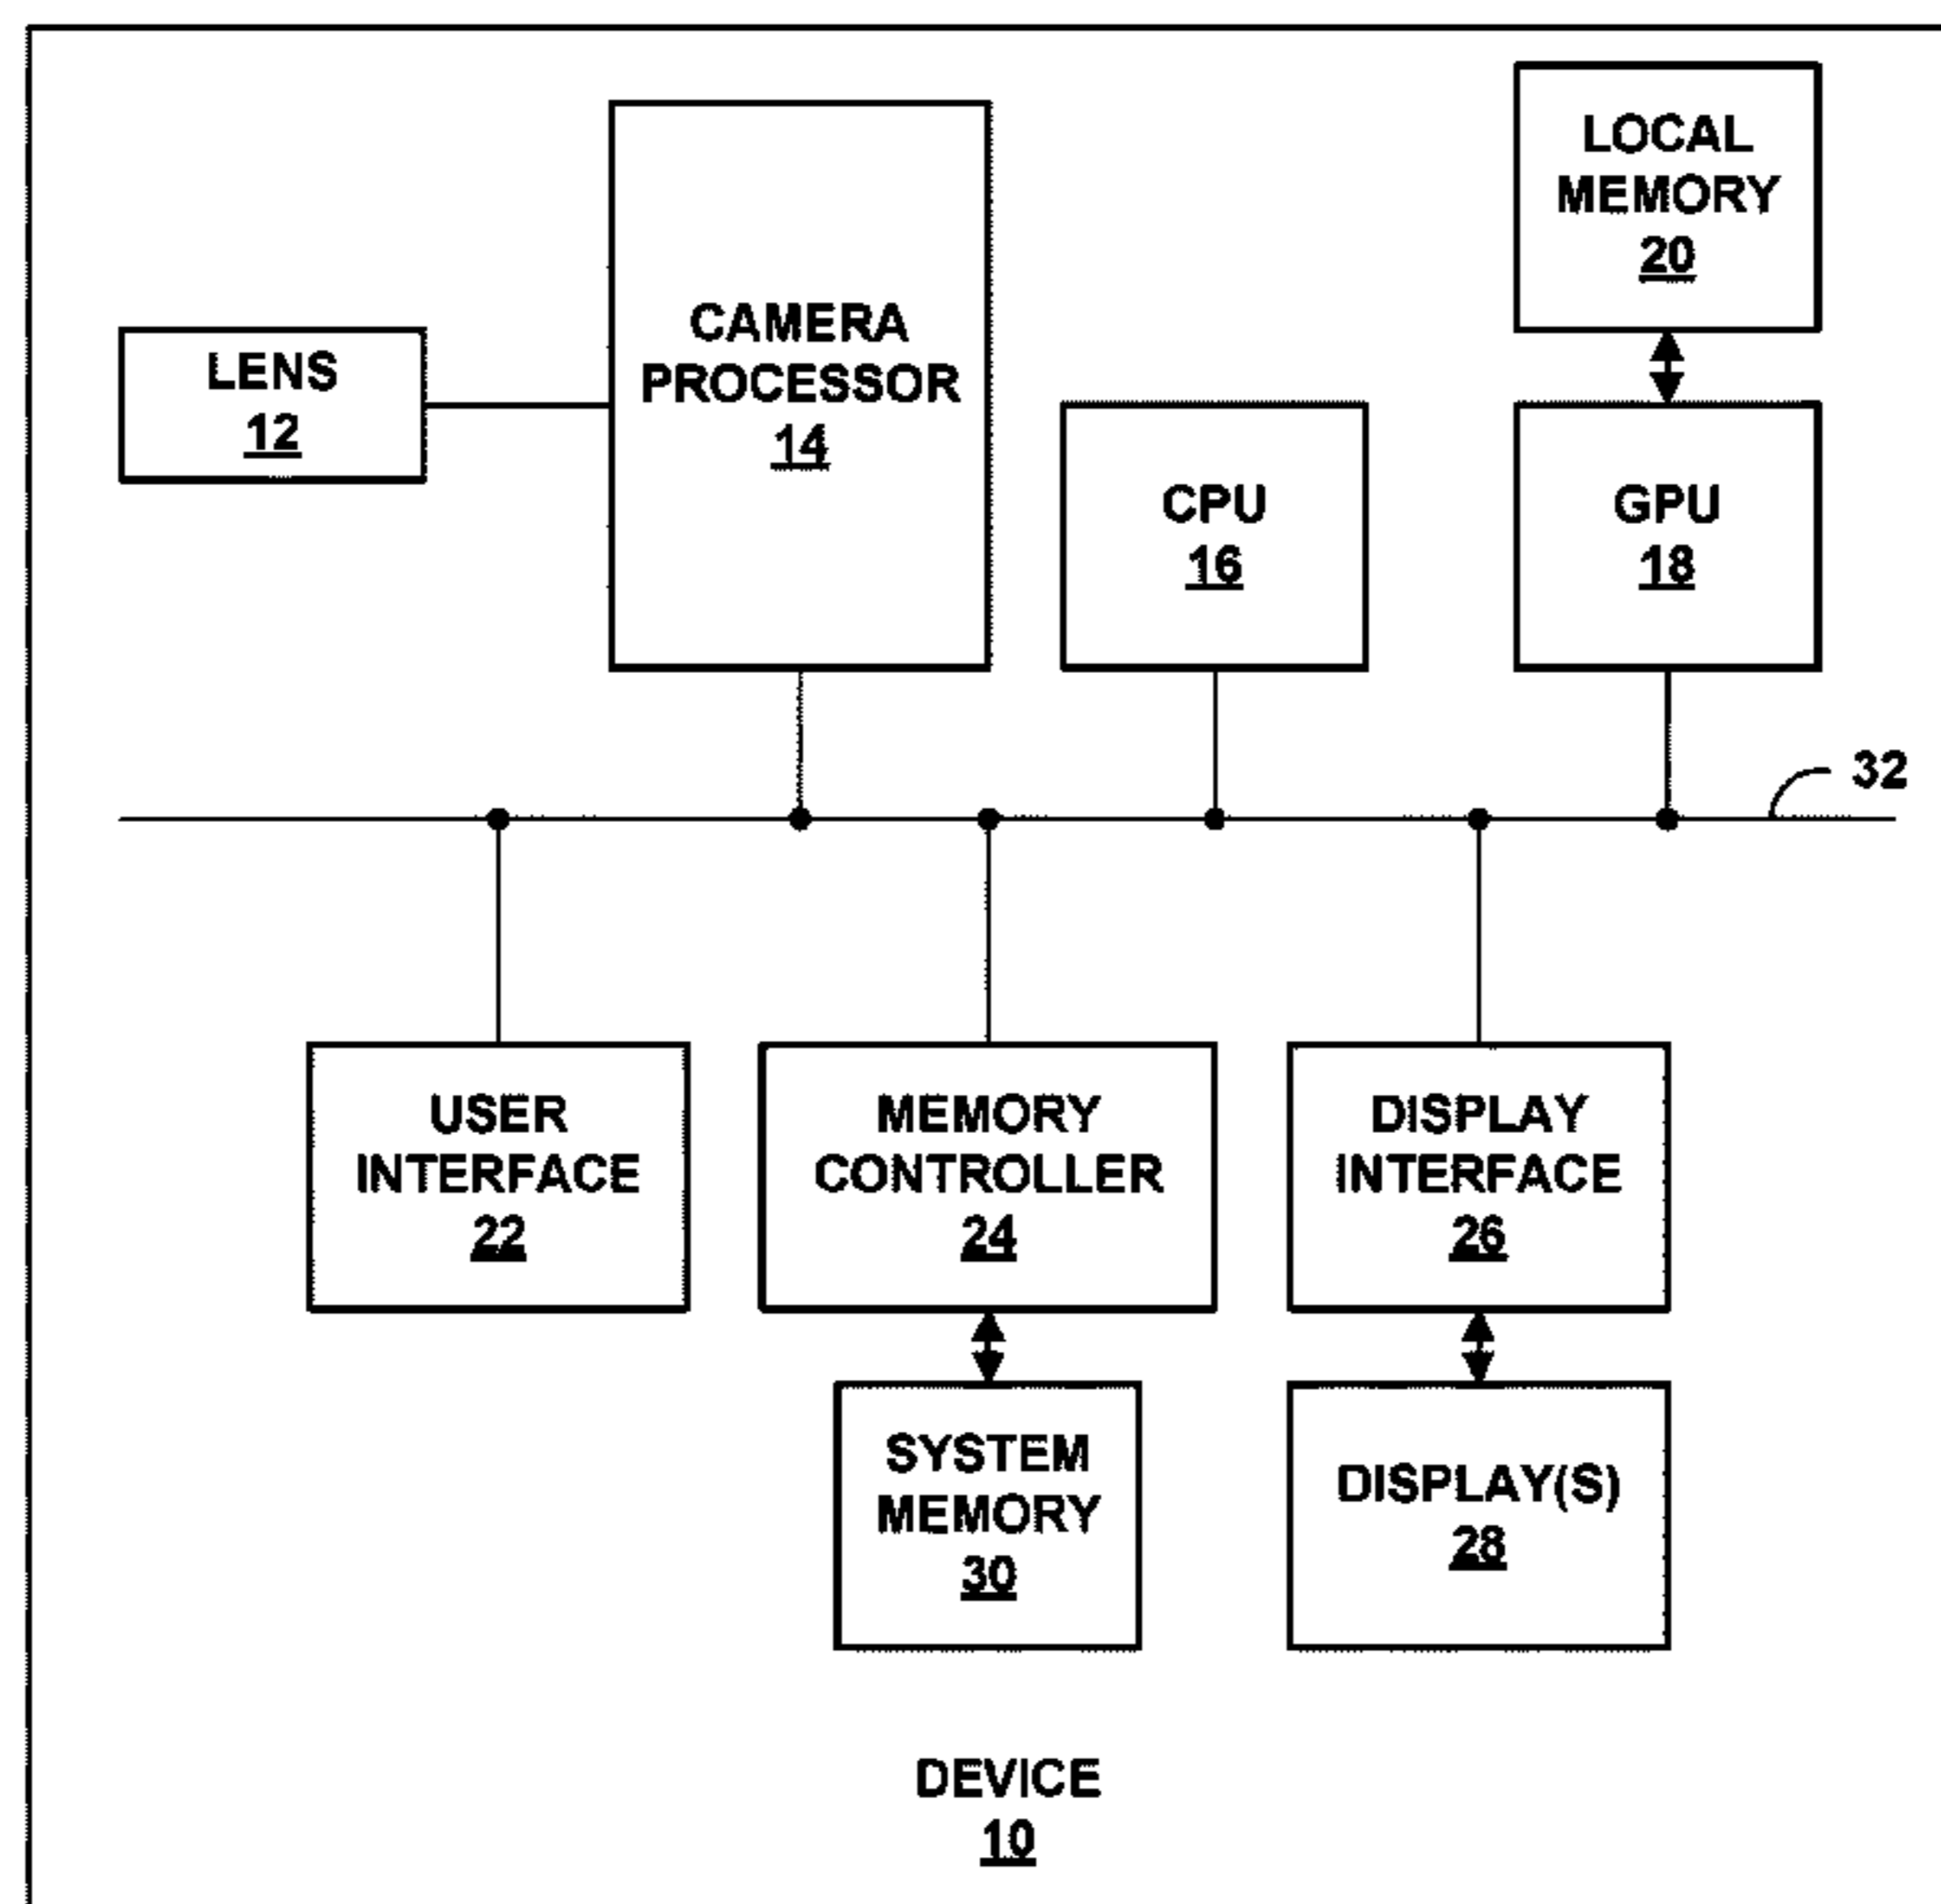 LOCAL
MEMORY
20
LENS
12
CAMERA
PROCESSOR
14
CPU
16
GPU
18
32
USER
INTERFACE
22
MEMORY
CONTROLLER
24
DISPLAY
INTERFACE
26
SYSTEM
MEMORY
30
DISPLAY(S)
28
DEVICE
10